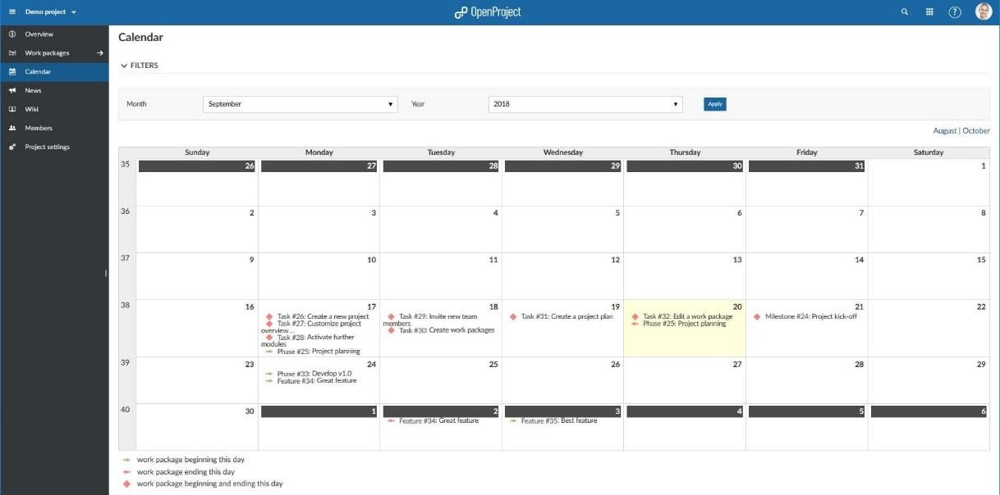 Demo project
OpenProject
?
Overview
Work packages
Calendar
News
Wiki
Members
Project settings
Calendar
FILTERS
Month September Year 2018 Apply
August | October
Sunday Monday Tuesday Wednesday Thursday Friday Saturday
35 26 27 28 29 30 31 1
36 2 3 4 5 6 7 8
37 9 10 11 12 13 14 15
38 16
17
Task #26: Create a new project
Task #27: Customize project
overview ...
Task #28: Activate further
modules
Phase #25: Project planning
18
Task #29: Invite new team
members
Task #30: Create work packages
19
Task #31: Create a project plan
20
Task #32: Edit a work package
Phase #25: Project planning
21
Milestone #24: Project kick-off
22
39 23
24
Phase #33: Develop v1.0
Feature #34: Great feature
25 26 27 28 29
40 30 1
2
Feature #34: Great feature
3
Feature #35: Best feature
4 5 6
work package beginning this day
work package ending this day
work package beginning and ending this day